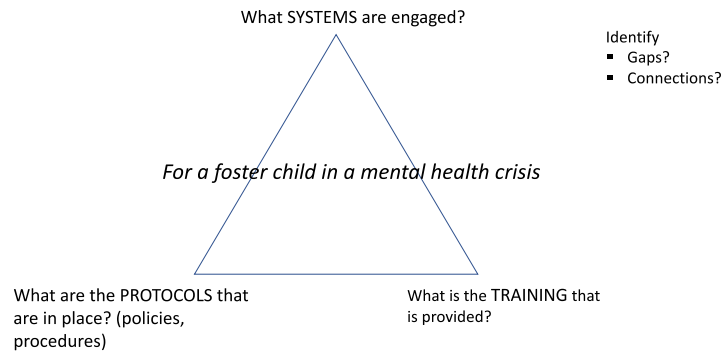 What SYSTEMS are engaged?
Identify
▪ Gaps?
▪ Connections?
For a foster child in a mental health crisis
What are the PROTOCOLS that
are in place? (policies,
procedures)
What is the TRAINING that
is provided?